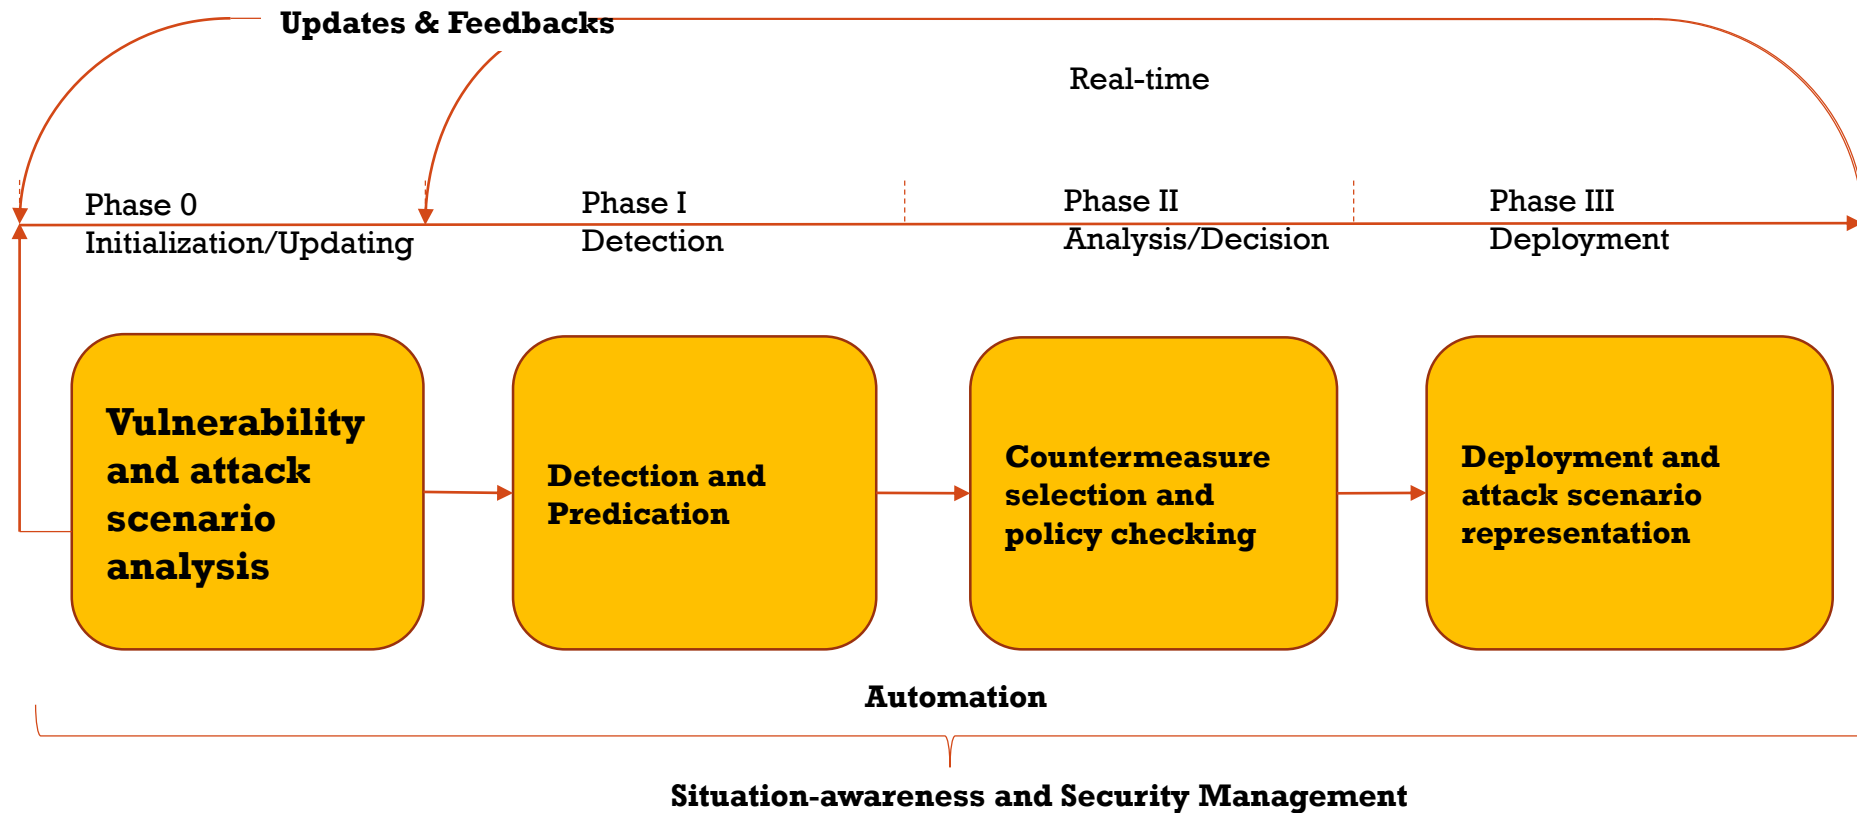 Updates & Feedbacks
Real-time
Phase 0
Initialization/Updating
Phase I
Detection
Phase II
Analysis/Decision
Phase III
Deployment
Vulnerability
and attack
scenario
analysis
Detection and
Predication
Countermeasure
selection and
policy checking
Deployment and
attack scenario
representation
Automation
Situation-awareness and Security Management